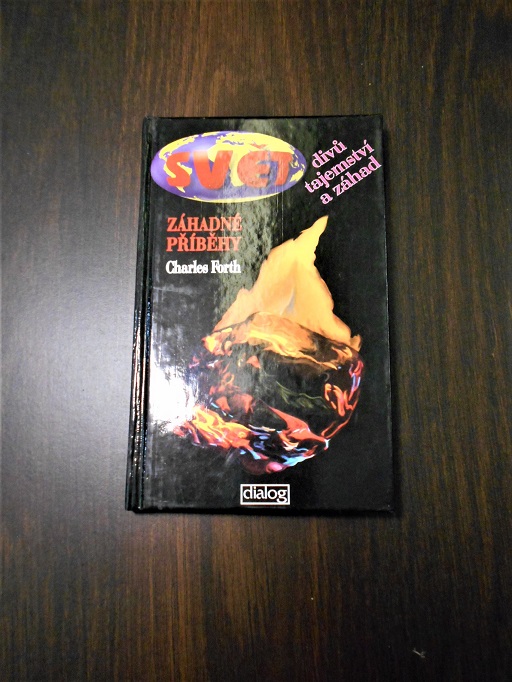 SVĚT
divů
tajemství
a záhad
ZÁHADNÉ
PŘÍBĚHY
Charles Forth
dialog